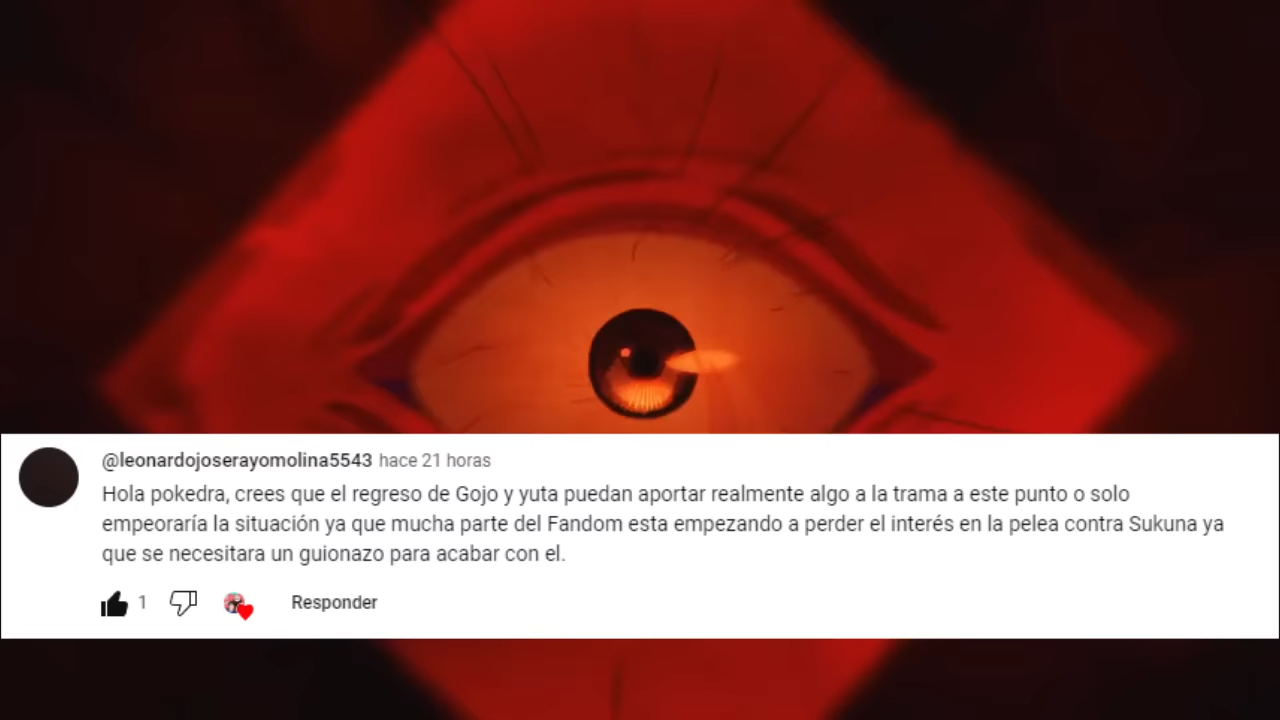 @leonardojoserayomolina5543 hace 21 horas
Hola pokedra, crees que el regreso de Gojo y yuta puedan aportar realmente algo a la trama a este punto o solo
empeoraría la situación ya que mucha parte del Fandom esta empezando a perder el interés en la pelea contra Sukuna ya
que se necesitara un guionazo para acabar con el.
1 Responder